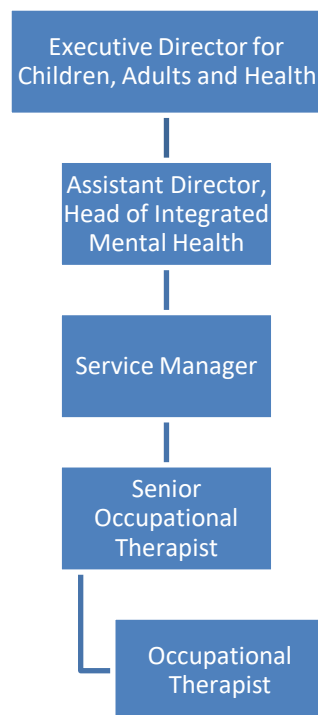 Executive Director for
Children, Adults and Health
Assistant Director,
Head of Integrated
Mental Health
Service Manager
Senior
Occupational
Therapist
Occupational
Therapist